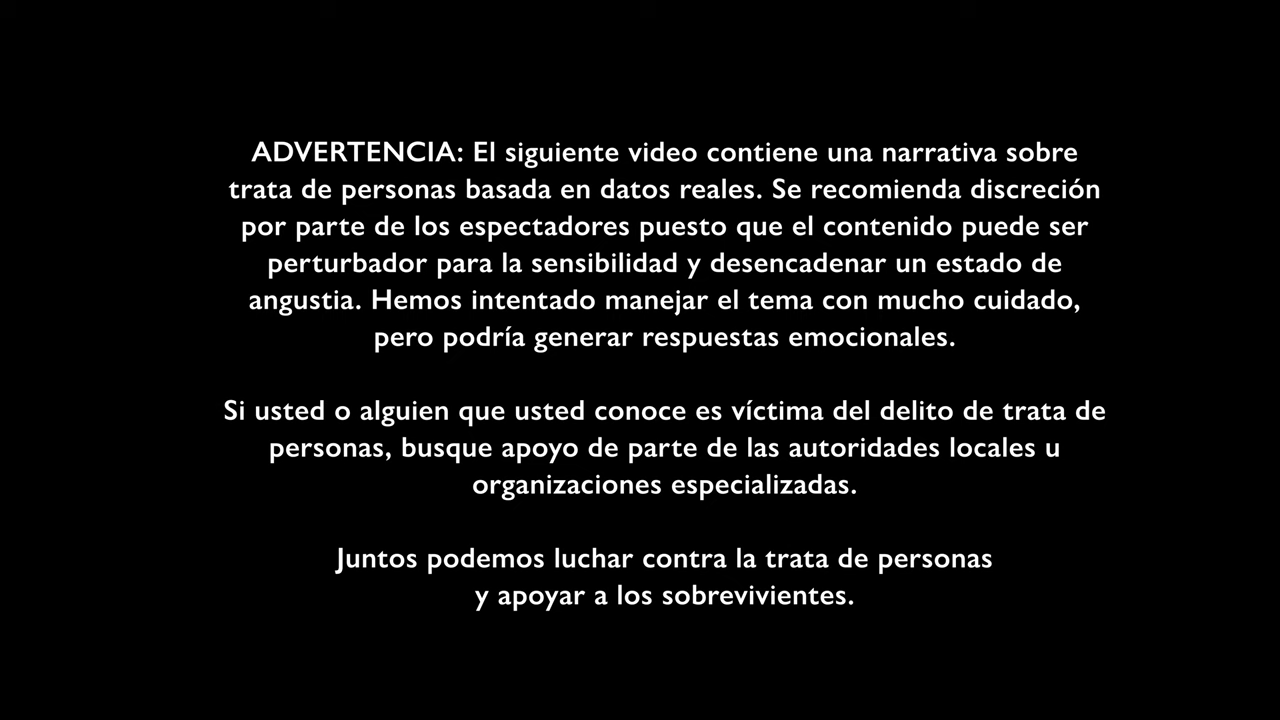 ADVERTENCIA: El siguiente video contiene una narrativa sobre
trata de personas basada en datos reales. Se recomienda discreción
por parte de los espectadores puesto que el contenido puede ser
perturbador para la sensibilidad y desencadenar un estado de
angustia. Hemos intentado manejar el tema con mucho cuidado,
pero podría generar respuestas emocionales.
Si usted o alguien que usted conoce es víctima del delito de trata de
personas, busque apoyo de parte de las autoridades locales u
organizaciones especializadas.
Juntos podemos luchar contra la trata de personas
y apoyar a los sobrevivientes.